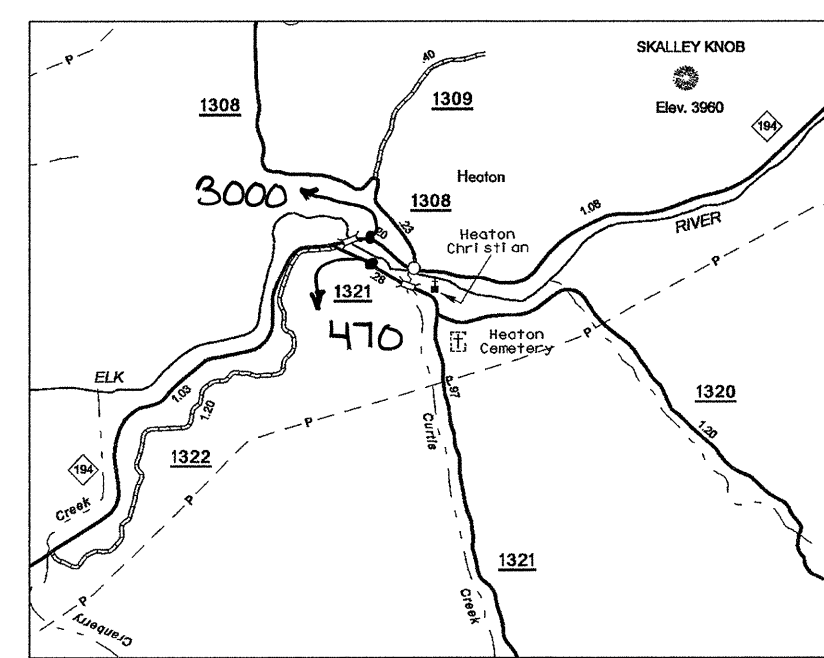 SKALLEY KNOB
Elev. 3960
P
.40
1308
1309
194
3000
Heaton
1308
.23
1.08
RIVER
.20
Heaton
Christian
P
1321
.28
470
Heaton
Cemetery
P
ELK
1.03
1.20
.97
1320
P
Curtis
1.20
194
1322
P
Creek
1321
Creek
P
Cranberry